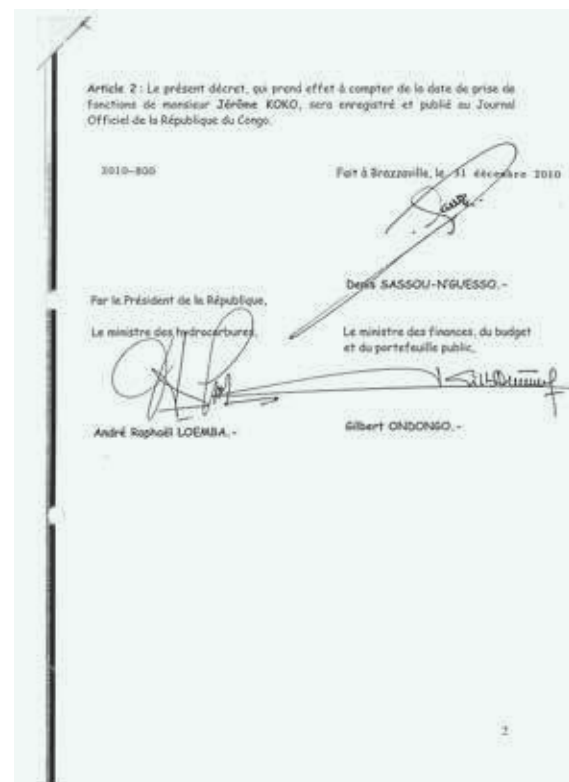 Article 2 : Le présent décret, qui prend effet à compter de la date de prise de
fonctions de monsieur Jérôme KOKO, sera enregistré et publié au Journal
Officiel de la République du Congo.
2010-800
Fait à Brazzaville, le 31 décembre 2010
Denis SASSOU-N'GUESSO.-
Par le Président de la République,
Le ministre des hydrocarbures,
Le ministre des finances, du budget
et du portefeuille public,
André Raphaël LOEMBA.-
Gilbert ONDONGO.-
2